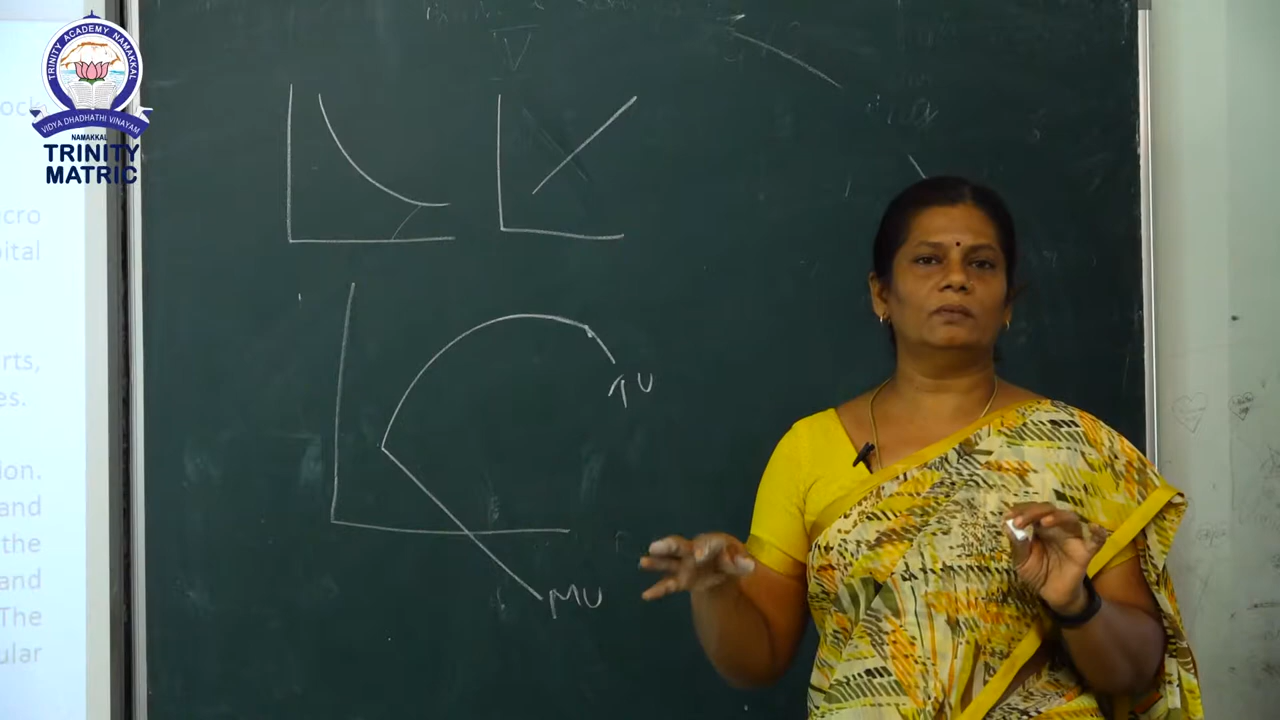 TRINITY ACADEMY NAMAKKAL
VIDYA DHADHATHI VINAYAM
NAMAKKAL
TRINITY
MATRIC
ock
icro
pital
rts,
es.
ion.
and
the
and
The
ular
V
TU
MU